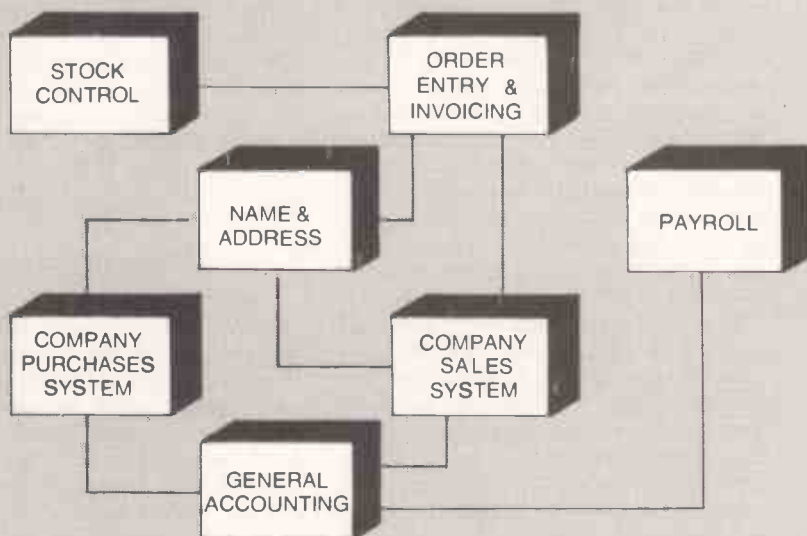 STOCK
CONTROL
ORDER
ENTRY &
INVOICING
NAME &
ADDRESS
PAYROLL
COMPANY
PURCHASES
SYSTEM
COMPANY
SALES
SYSTEM
GENERAL
ACCOUNTING